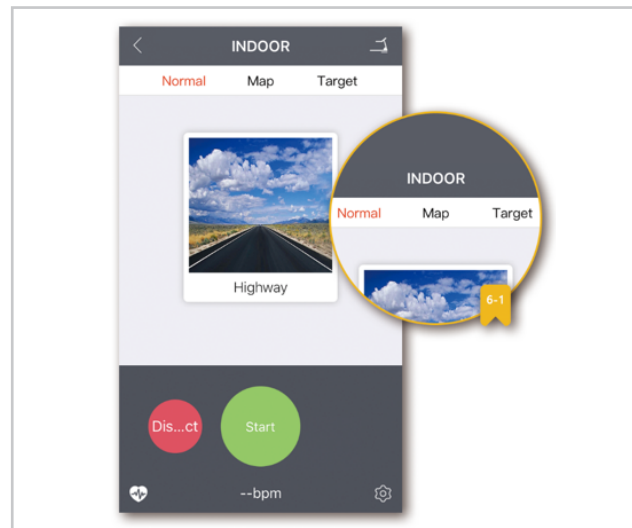 INDOOR
Normal Map Target
Highway
Dis...ct Start
--bpm
INDOOR
Normal Map Target
6-1